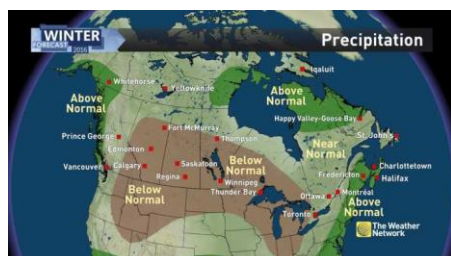 WINTER
FORECAST
2016
Precipitation
Whitehorse
Yellowknife
Iqaluit
Above
Normal
Above
Normal
Happy Valley-Goose Bay
Prince George
Fort McMurray
Thompson
Near
Normal
St. John's
Edmonton
Vancouver
Calgary
Saskatoon
Below
Normal
Regina
Winnipeg
Thunder Bay
Below
Normal
Charlottetown
Fredericton
Halifax
Ottawa
Montréal
Above
Normal
Toronto
The Weather
Network